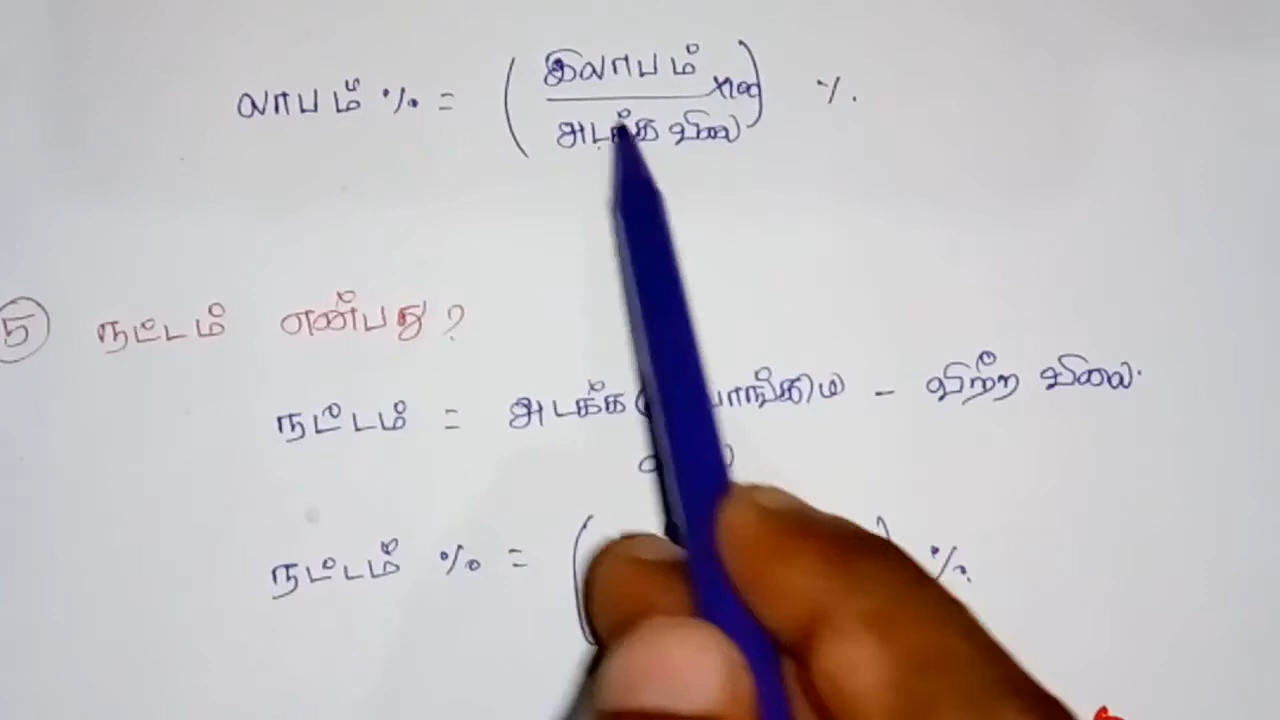 லாபம் % = ( இலாபம் / அடக்க விலை x100 ) %.
5 நட்டம் என்பது?
நட்டம் = அடக்க - விற்ற விலை.
நட்டம் % = ( ) %.